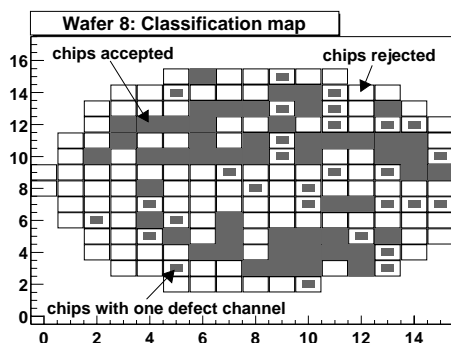 Wafer 8: Classification map
chips accepted
chips rejected
16
14
12
10
8
6
4
2
0
chips with one defect channel
0 2 4 6 8 10 12 14